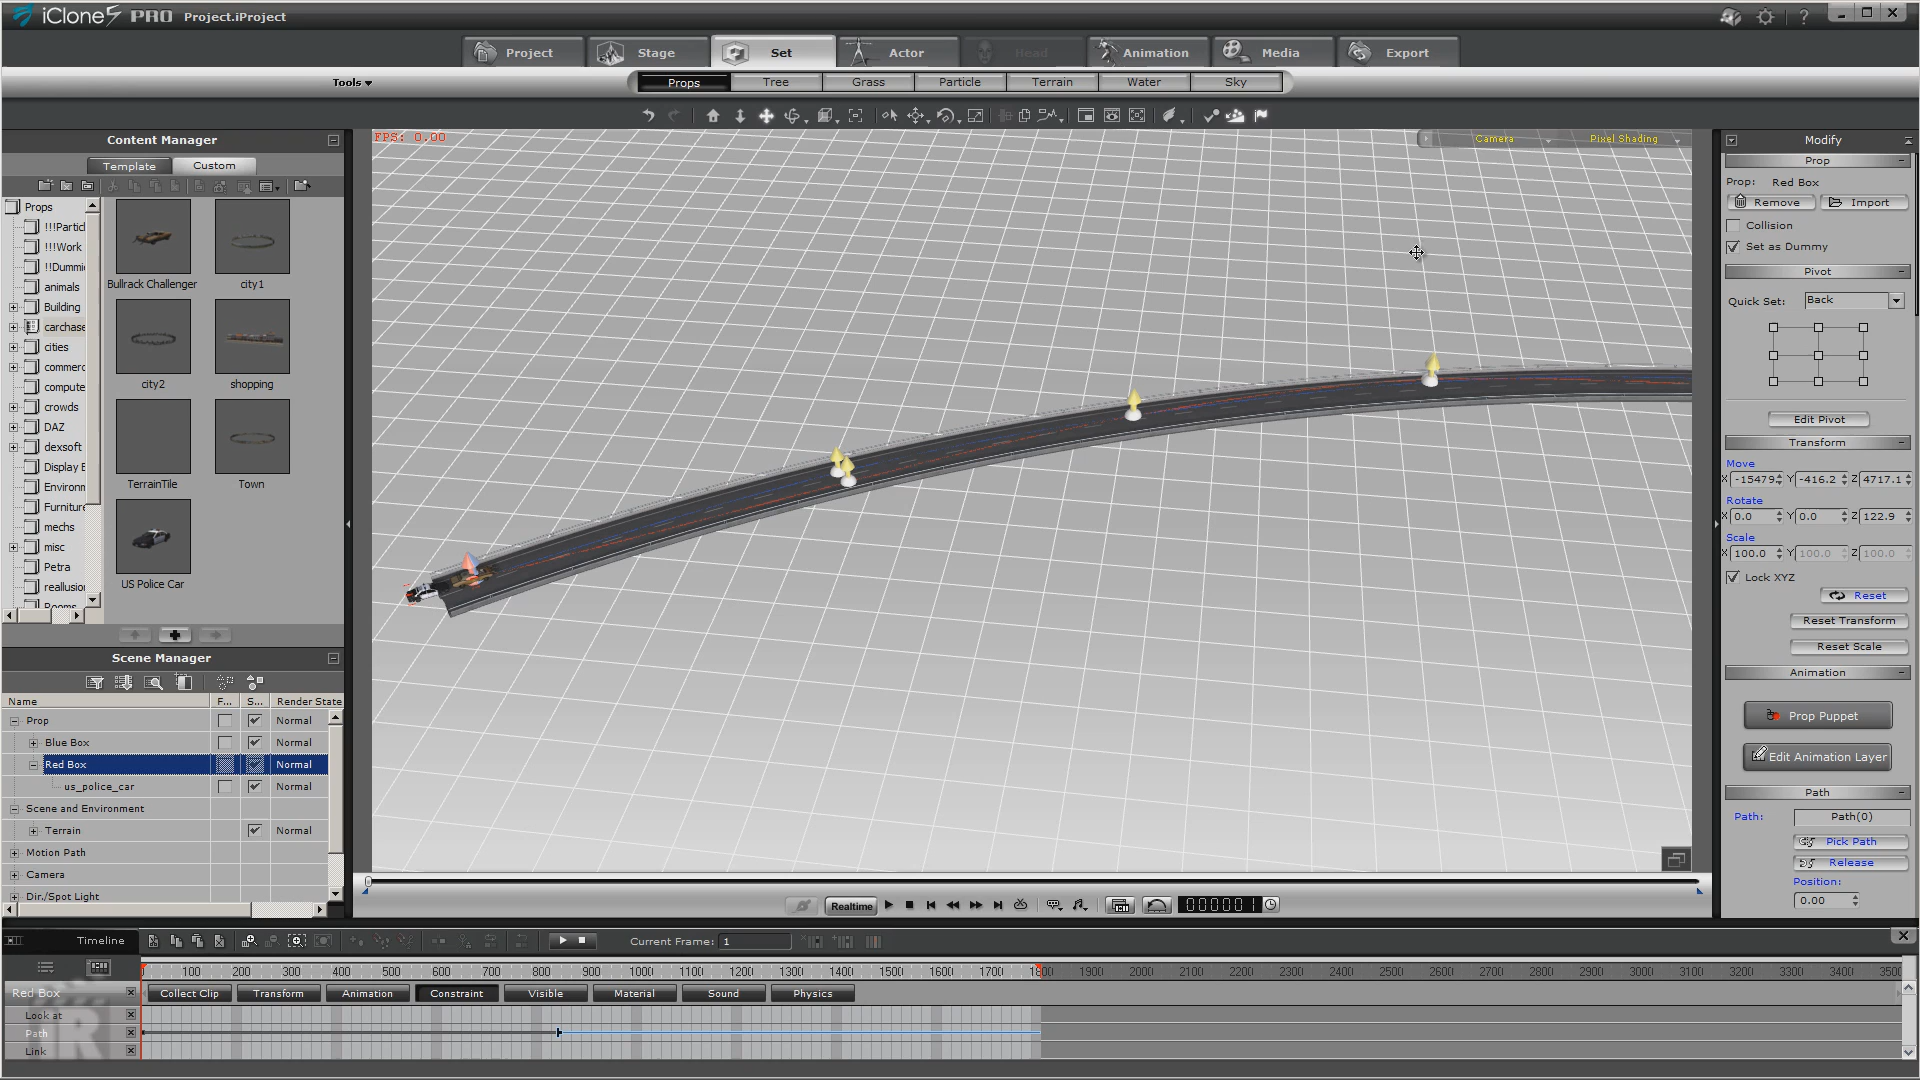 iClone5 PRO Project.iProject
Project Stage Set Actor Head Animation Media Export
Tools Props Tree Grass Particle Terrain Water Sky
FPS: 0.00 Camera Pixel Shading
Content Manager
Template Custom
Props
!!!Partic
!!!Work
!!Dummi
animals
Building
carchase
cities
commerc
compute
crowds
DAZ
dexsoft
Display E
Environm
Furniture
mechs
misc
Petra
reallusion
Rooms
Bullrack Challenger city1
city2 shopping
TerrainTile Town
US Police Car
Scene Manager
Name F... S... Render State
Prop Normal
Blue Box Normal
Red Box Normal
us_police_car Normal
Scene and Environment
Terrain Normal
Motion Path
Camera
Dir./Spot Light
Modify
Prop
Prop: Red Box
Remove Import
Collision
Set as Dummy
Pivot
Quick Set: Back
Edit Pivot
Transform
Move
X -15479. Y -416.2 Z 4717.1
Rotate
X 0.0 Y 0.0 Z 122.9
Scale
X 100.0 Y 100.0 Z 100.0
Lock XYZ
Reset
Reset Transform
Reset Scale
Animation
Prop Puppet
Edit Animation Layer
Path
Path: Path(0)
Pick Path
Release
Position:
0.00
Realtime 000001
Timeline Current Frame: 1
100 200 300 400 500 600 700 800 900 1000 1100 1200 1300 1400 1500 1600 1700 1800 1900 2000 2100 2200 2300 2400 2500 2600 2700 2800 2900 3000 3100 3200 3300 3400 3500
Red Box Collect Clip Transform Animation Constraint Visible Material Sound Physics
Look at
Path
Link